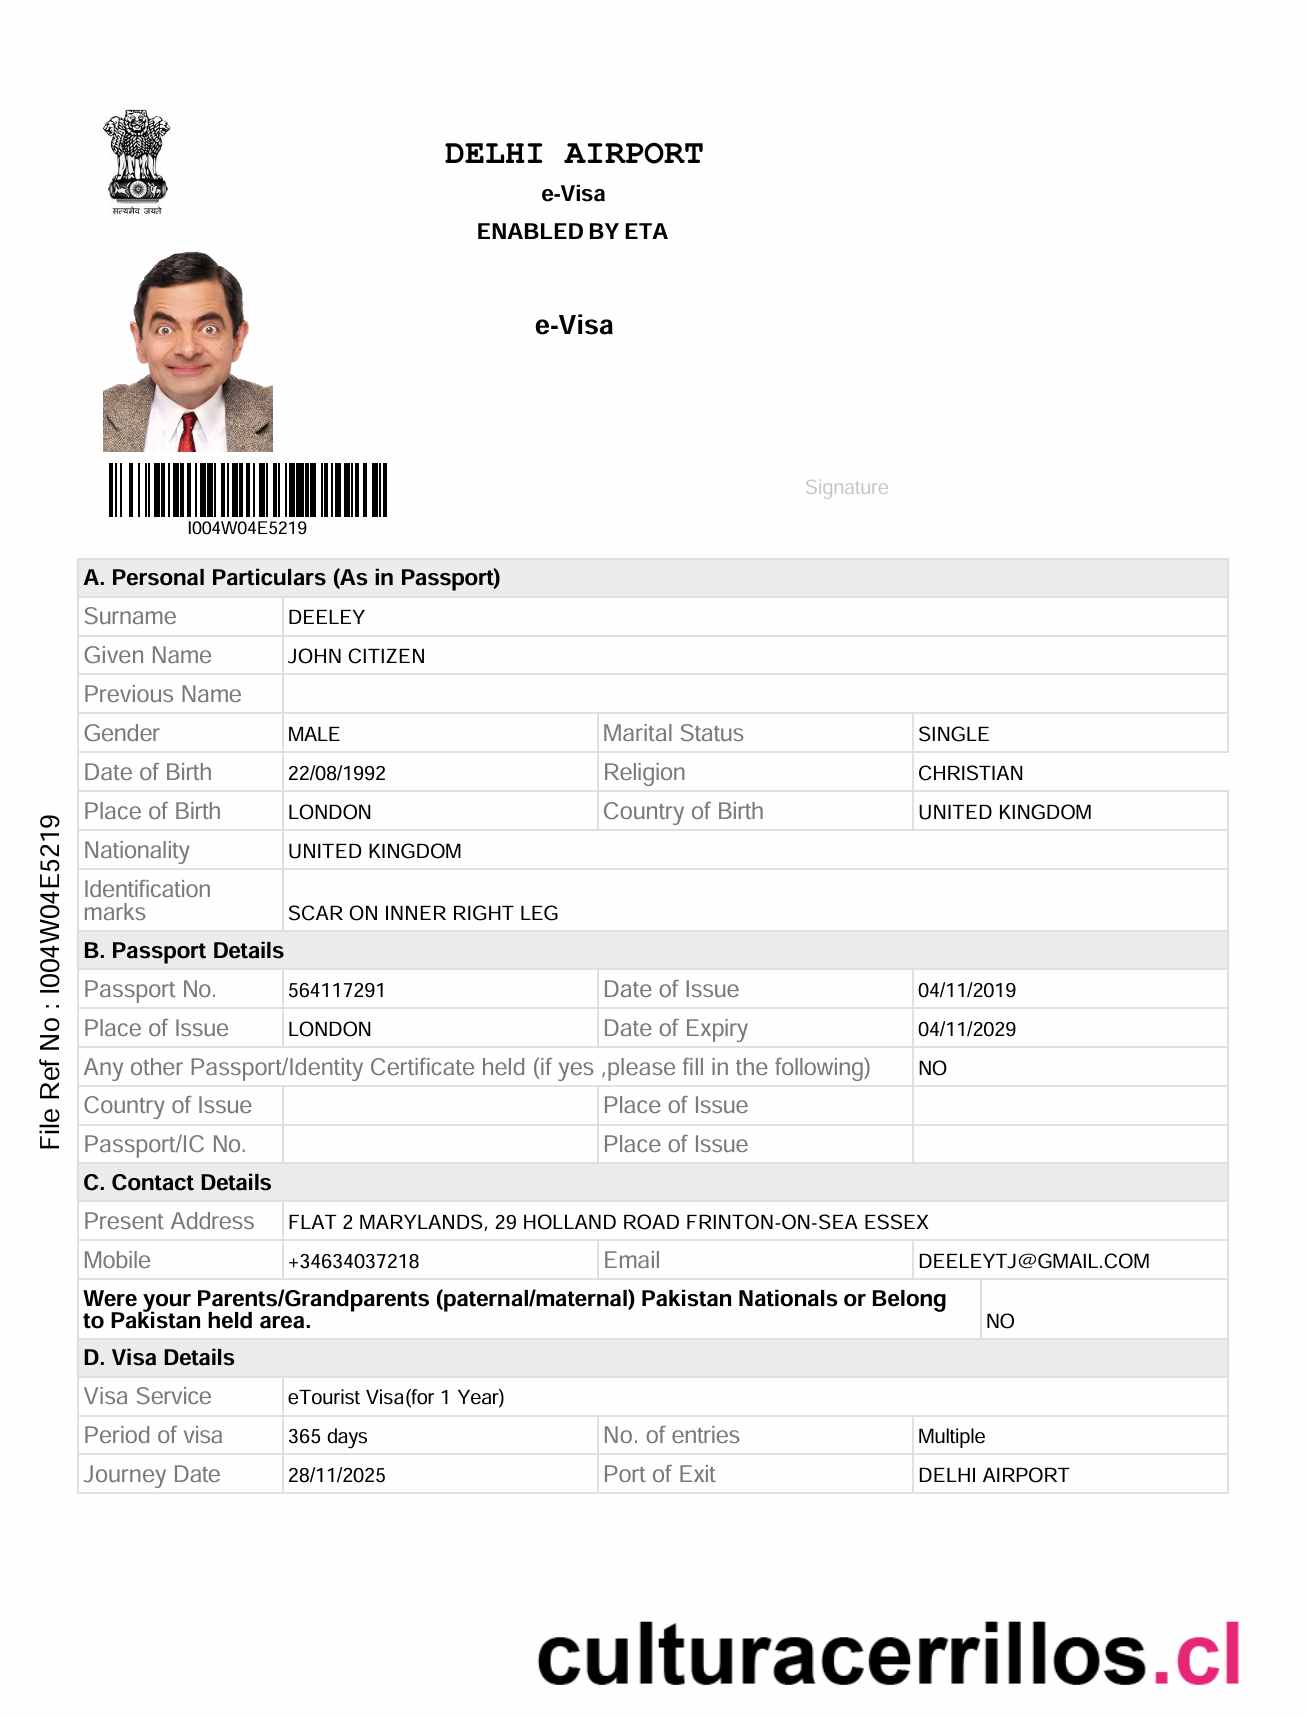 सत्यमेव जयते
DELHI AIRPORT
e-Visa
ENABLED BY ETA
e-Visa
Signature
I004W04E5219
File Ref No : I004W04E5219
A. Personal Particulars (As in Passport)
Surname DEELEY
Given Name JOHN CITIZEN
Previous Name
Gender MALE Marital Status SINGLE
Date of Birth 22/08/1992 Religion CHRISTIAN
Place of Birth LONDON Country of Birth UNITED KINGDOM
Nationality UNITED KINGDOM
Identification
marks SCAR ON INNER RIGHT LEG
B. Passport Details
Passport No. 564117291 Date of Issue 04/11/2019
Place of Issue LONDON Date of Expiry 04/11/2029
Any other Passport/Identity Certificate held (if yes ,please fill in the following) NO
Country of Issue Place of Issue
Passport/IC No. Place of Issue
C. Contact Details
Present Address FLAT 2 MARYLANDS, 29 HOLLAND ROAD FRINTON-ON-SEA ESSEX
Mobile +34634037218 Email DEELEYTJ@GMAIL.COM
Were your Parents/Grandparents (paternal/maternal) Pakistan Nationals or Belong
to Pakistan held area. NO
D. Visa Details
Visa Service eTourist Visa(for 1 Year)
Period of visa 365 days No. of entries Multiple
Journey Date 28/11/2025 Port of Exit DELHI AIRPORT
culturacerrillos.cl